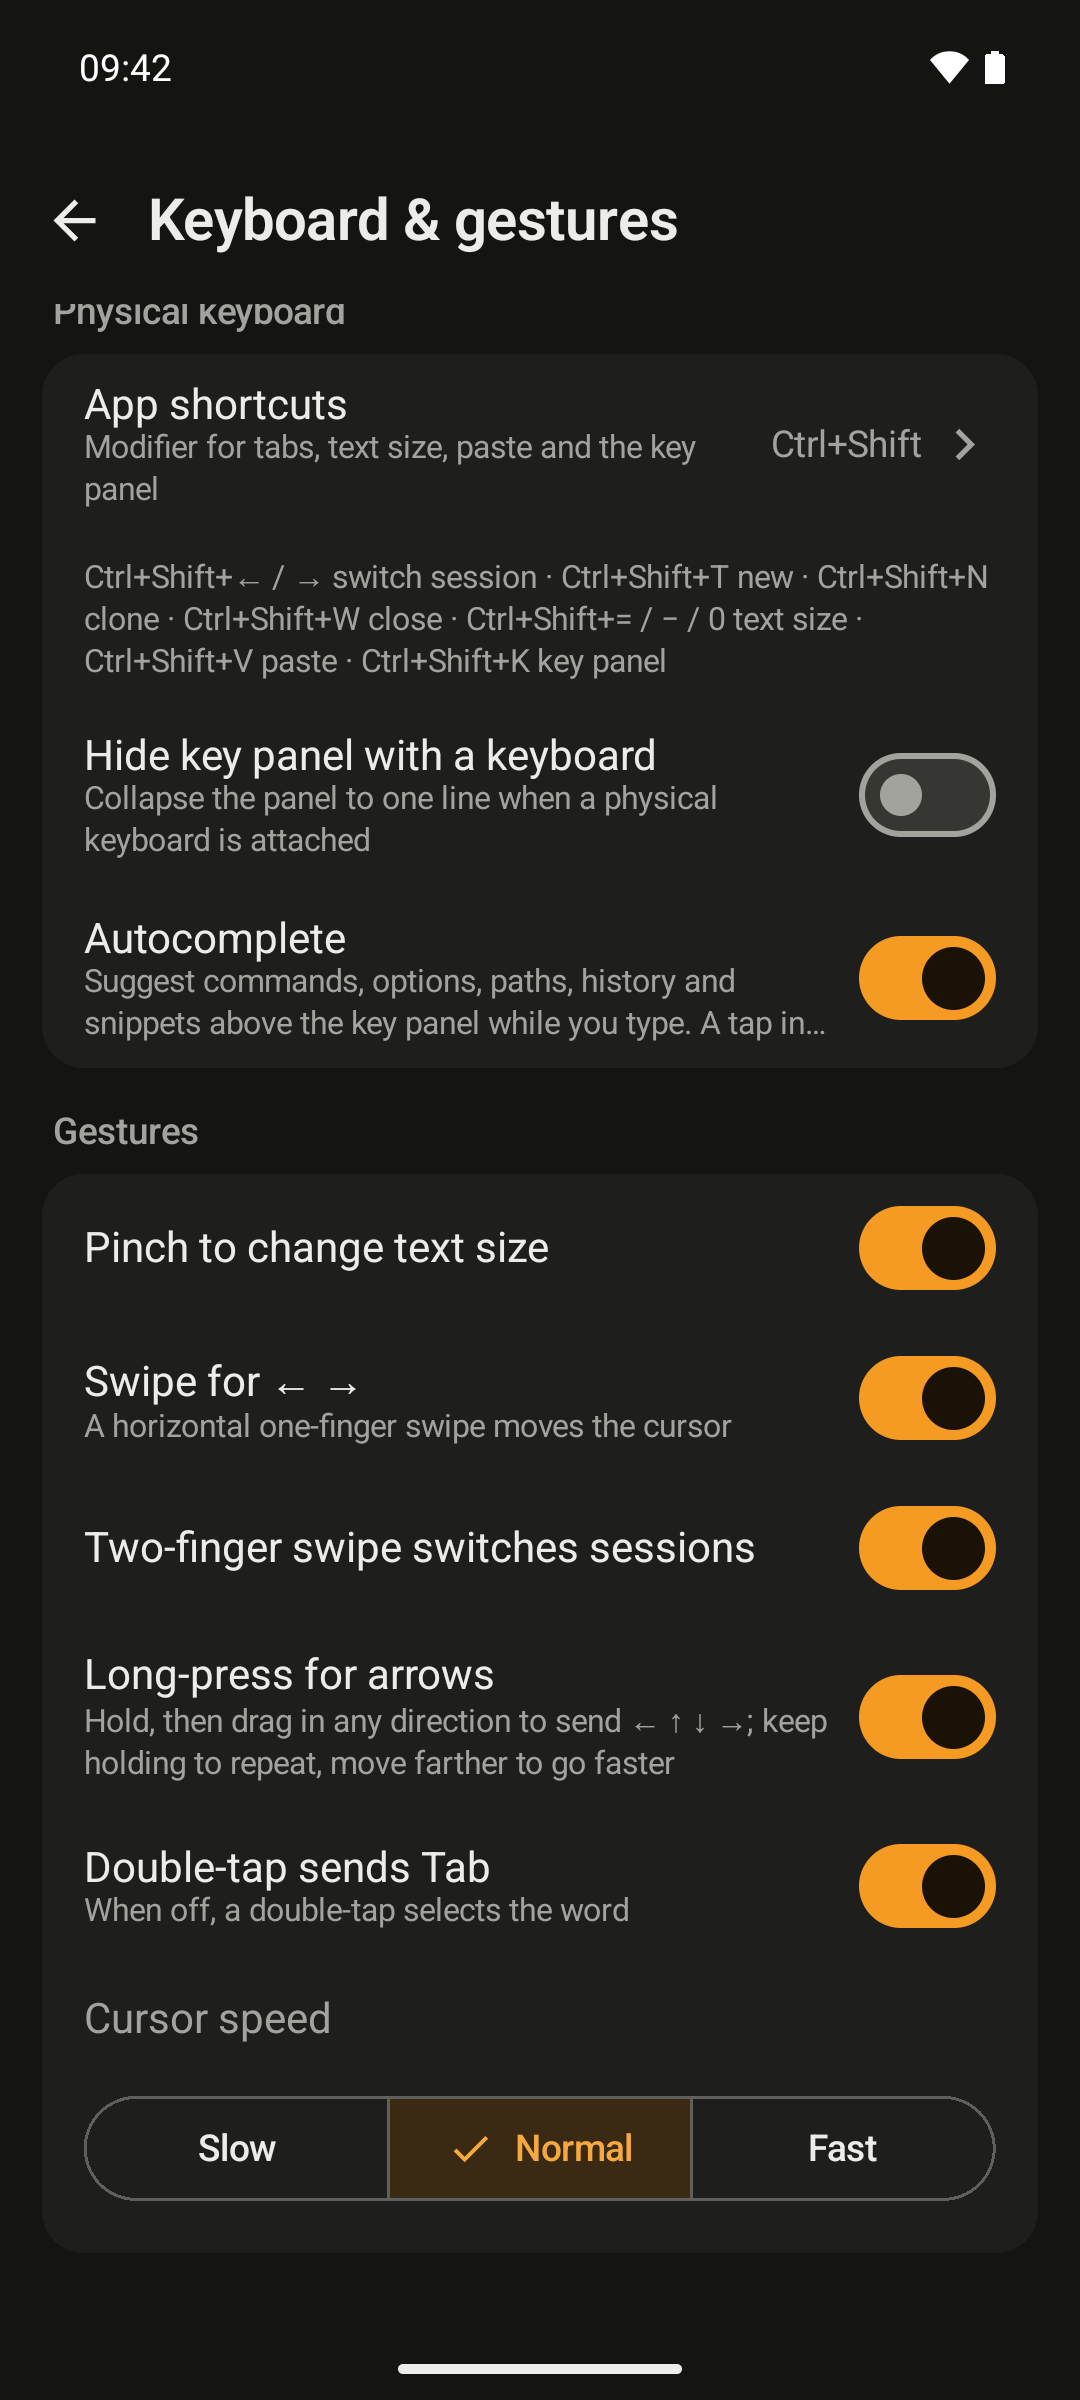 09:42
Keyboard & gestures
Physical keyboard
App shortcuts
Modifier for tabs, text size, paste and the key
panel
Ctrl+Shift
Ctrl+Shift+← / → switch session · Ctrl+Shift+T new · Ctrl+Shift+N
clone · Ctrl+Shift+W close · Ctrl+Shift+= / − / 0 text size ·
Ctrl+Shift+V paste · Ctrl+Shift+K key panel
Hide key panel with a keyboard
Collapse the panel to one line when a physical
keyboard is attached
Autocomplete
Suggest commands, options, paths, history and
snippets above the key panel while you type. A tap in…
Gestures
Pinch to change text size
Swipe for ← →
A horizontal one-finger swipe moves the cursor
Two-finger swipe switches sessions
Long-press for arrows
Hold, then drag in any direction to send ← ↑ ↓ →; keep
holding to repeat, move farther to go faster
Double-tap sends Tab
When off, a double-tap selects the word
Cursor speed
Slow
Normal
Fast